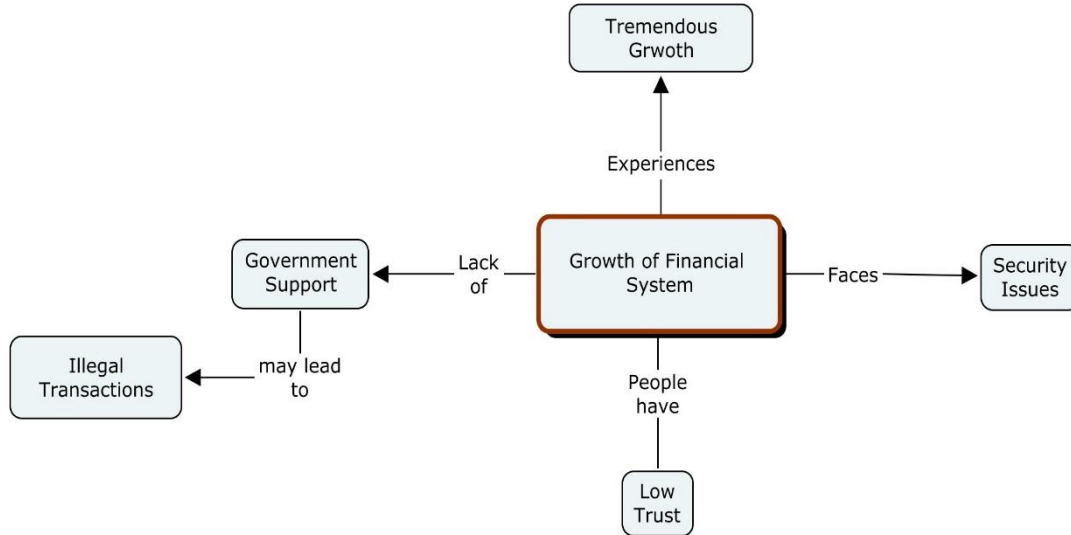 Tremendous
Grwoth
Experiences
Growth of Financial
System
Lack
of
Government
Support
may lead
to
Illegal
Transactions
Faces
Security
Issues
People
have
Low
Trust